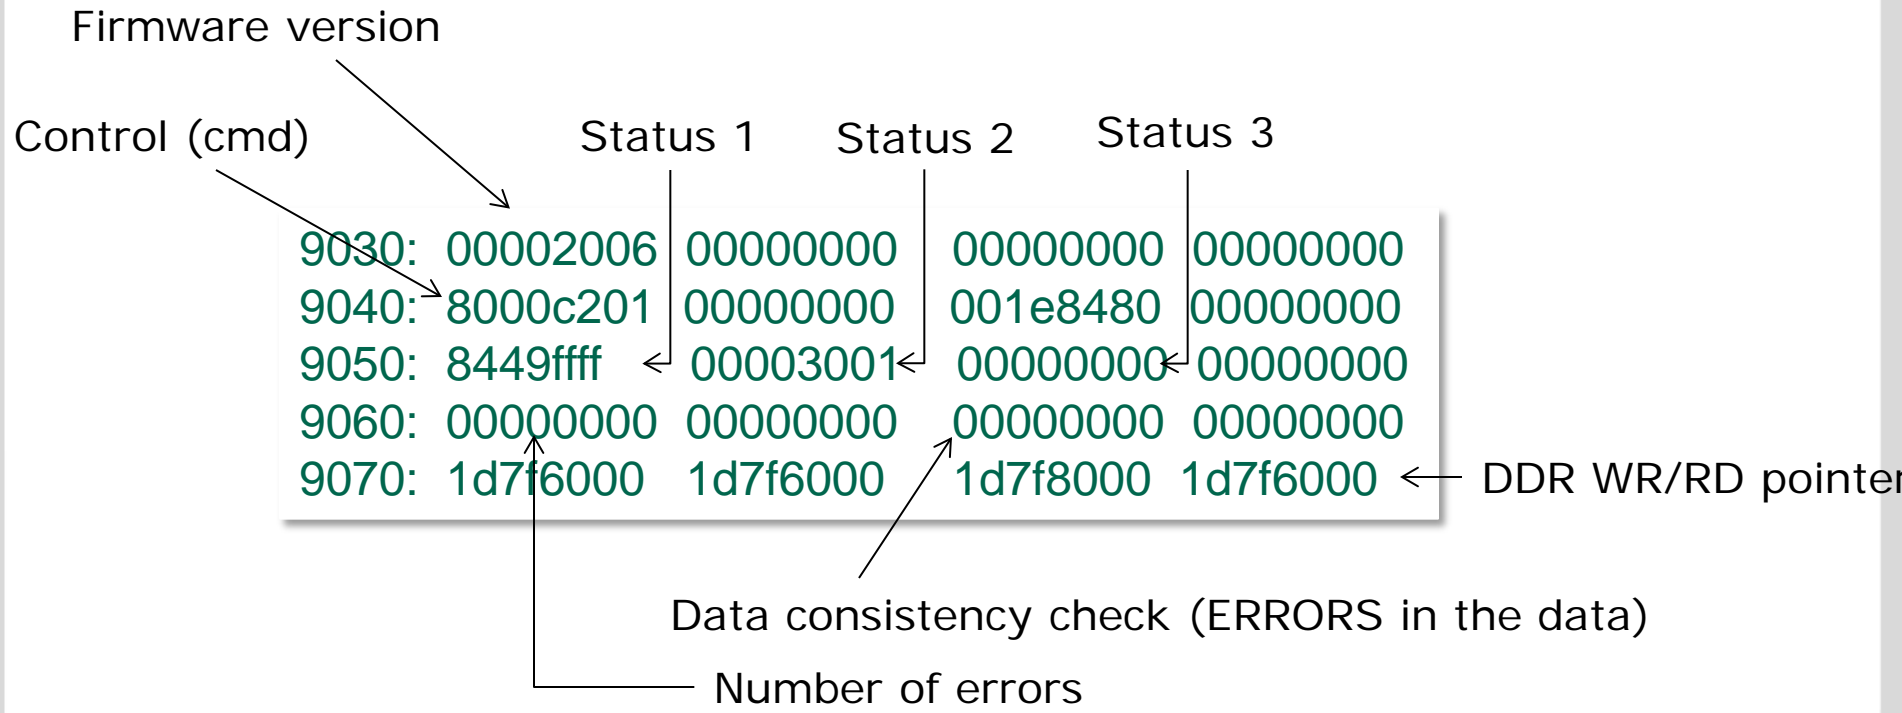 Firmware version
Control (cmd)
Status 1
Status 2
Status 3
9030: 00002006 00000000 00000000 00000000
9040: 8000c201 00000000 001e8480 00000000
9050: 8449ffff 00003001 00000000 00000000
9060: 00000000 00000000 00000000 00000000
9070: 1d7f6000 1d7f6000 1d7f8000 1d7f6000
DDR WR/RD pointer
Data consistency check (ERRORS in the data)
Number of errors